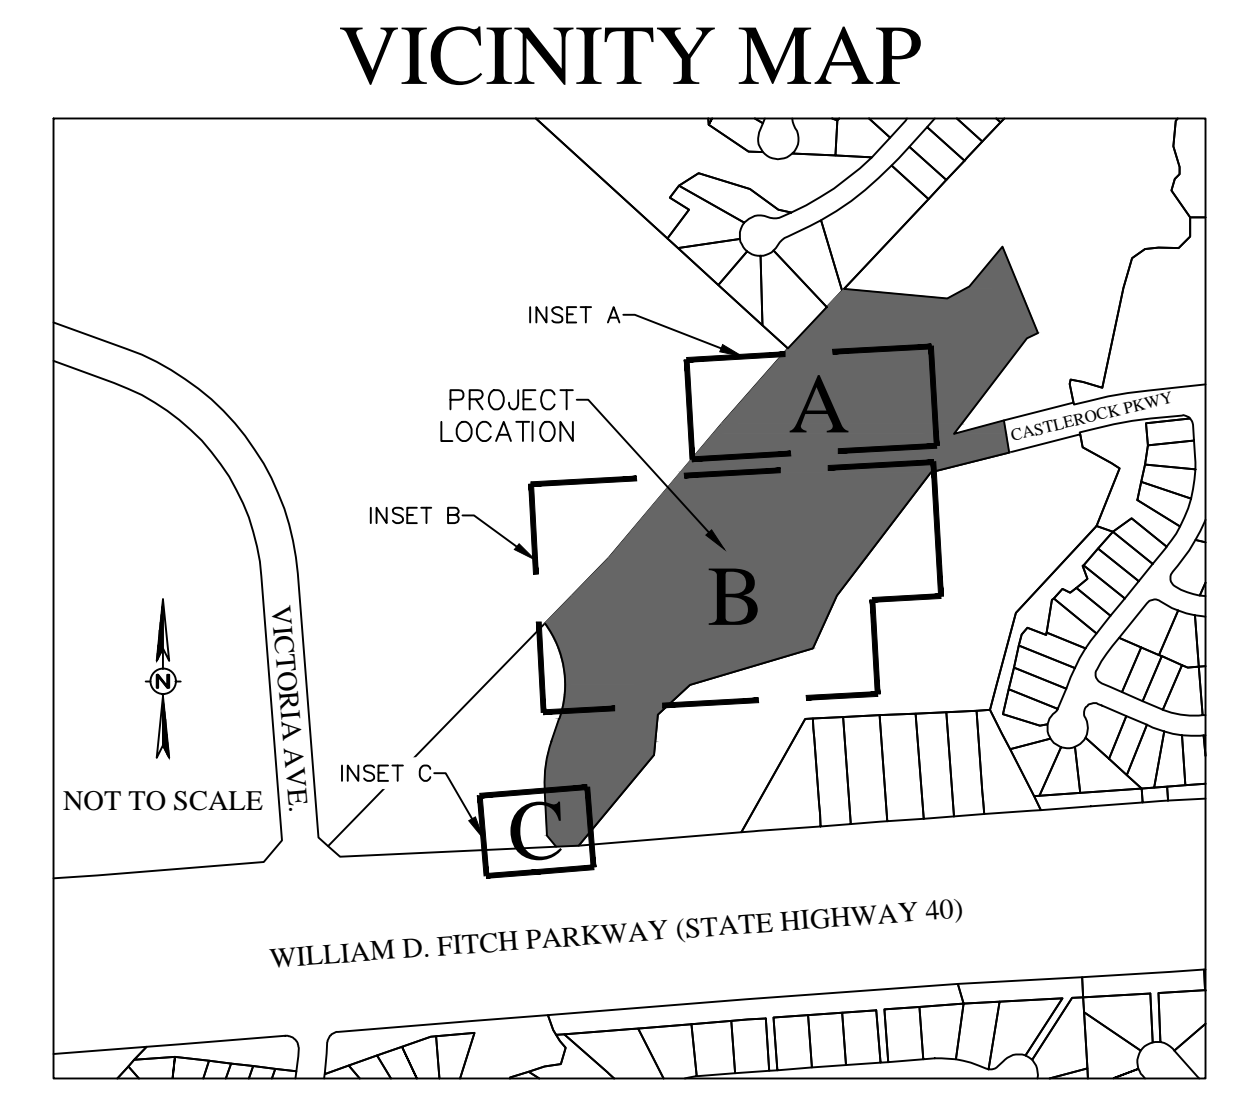 VICINITY MAP
INSET A
PROJECT
LOCATION
A
CASTLEROCK PKWY
INSET B
B
VICTORIA AVE.
N
NOT TO SCALE
INSET C
C
WILLIAM D. FITCH PARKWAY (STATE HIGHWAY 40)